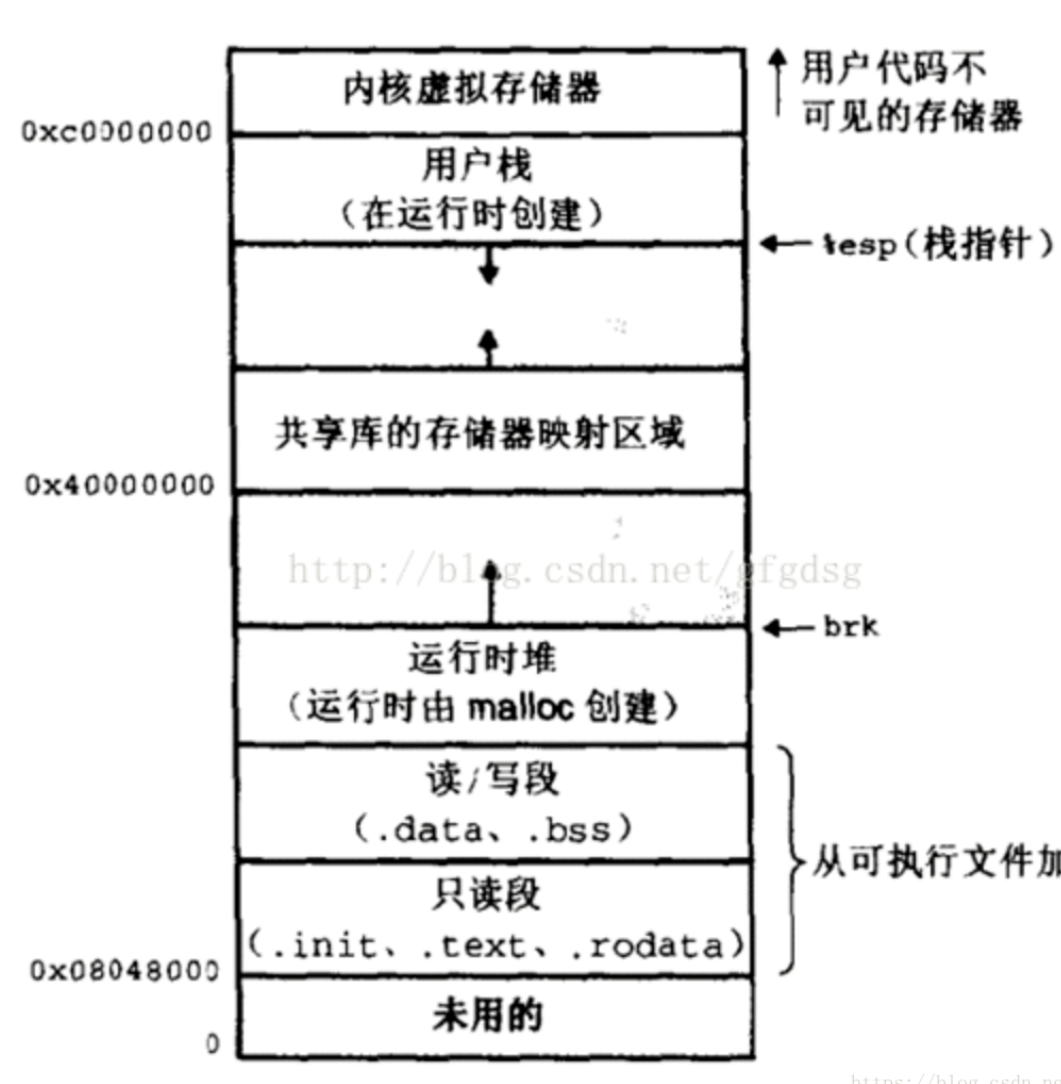 内核虚拟存储器
用户代码不
可见的存储器
0xc0000000
用户栈
（在运行时创建）
%esp（栈指针）
共享库的存储器映射区域
0x40000000
http://blog.csdn.net/gfgdsg
brk
运行时堆
（运行时由 malloc 创建）
读/写段
（.data、.bss）
从可执行文件加
只读段
（.init、.text、.rodata）
0x08048000
未用的
0
https://blog.csdn.ne